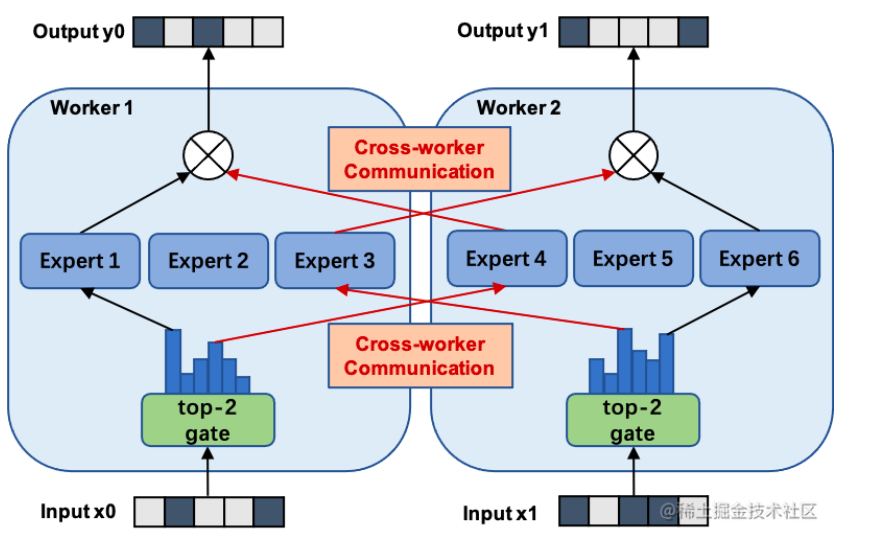 Output y0
Output y1
Worker 1
Worker 2
Cross-worker
Communication
Expert 1
Expert 2
Expert 3
Expert 4
Expert 5
Expert 6
Cross-worker
Communication
top-2
gate
top-2
gate
Input x0
Input x1
@稀土掘金技术社区